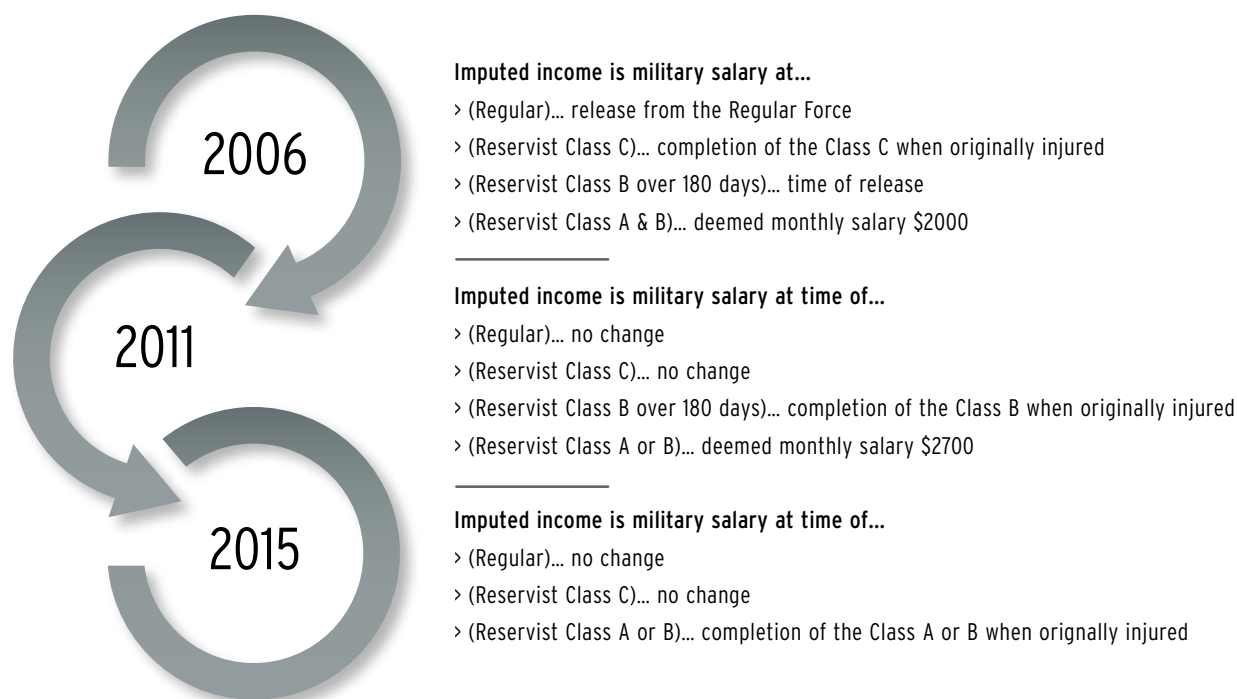 2006
Imputed income is military salary at...
> (Regular)... release from the Regular Force
> (Reservist Class C)... completion of the Class C when originally injured
> (Reservist Class B over 180 days)... time of release
> (Reservist Class A & B)... deemed monthly salary $2000
2011
Imputed income is military salary at time of...
> (Regular)... no change
> (Reservist Class C)... no change
> (Reservist Class B over 180 days)... completion of the Class B when originally injured
> (Reservist Class A or B)... deemed monthly salary $2700
2015
Imputed income is military salary at time of...
> (Regular)... no change
> (Reservist Class C)... no change
> (Reservist Class A or B)... completion of the Class A or B when orignally injured